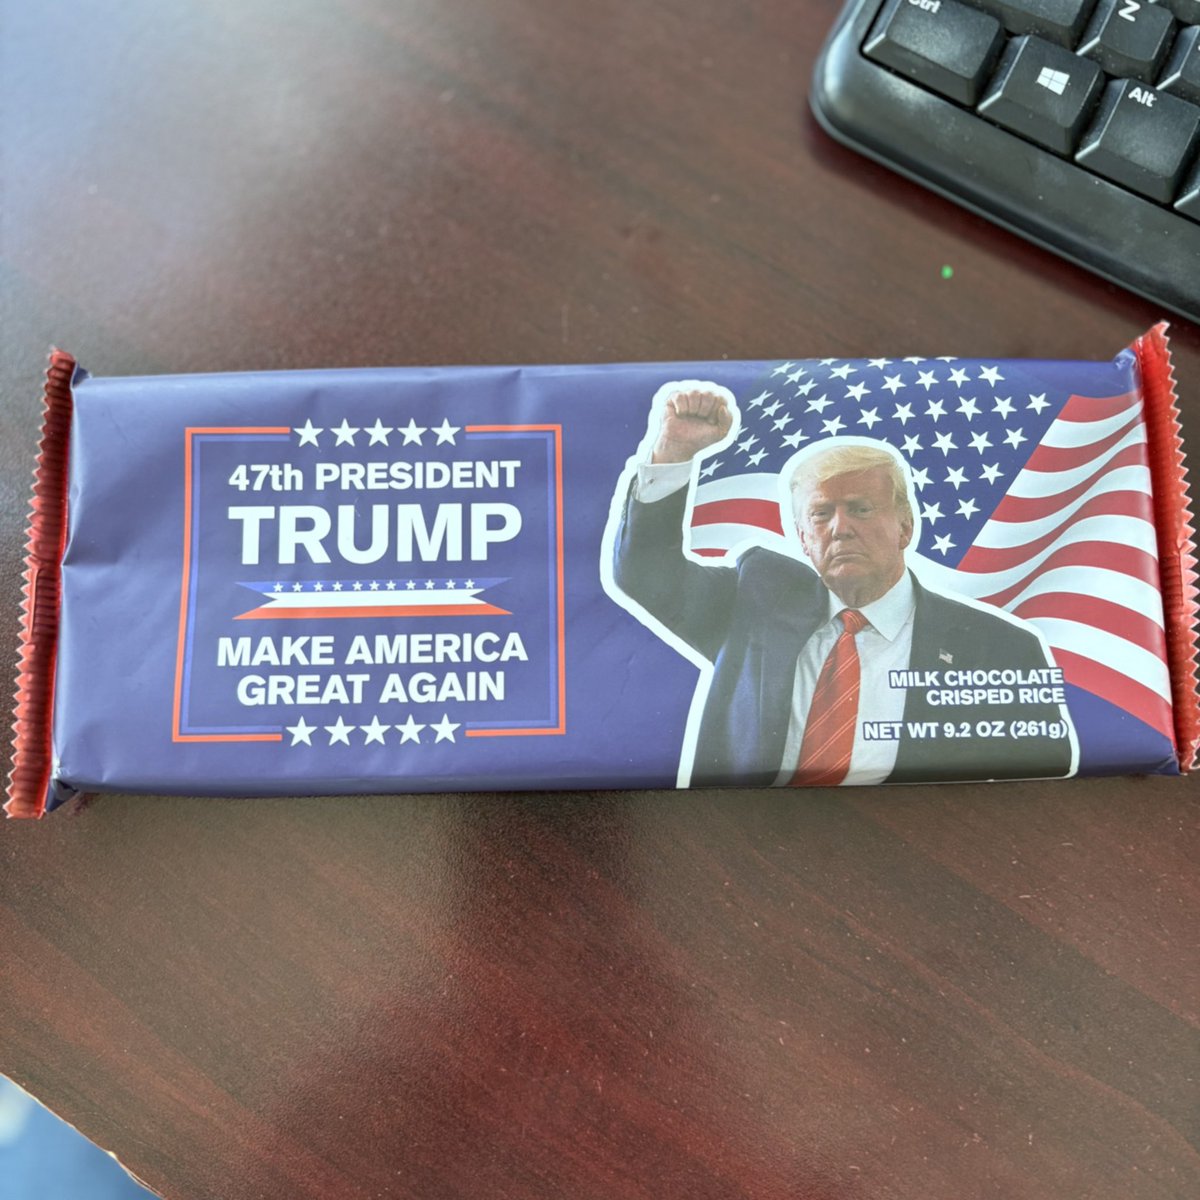 Ctrl
Z
Alt
47th PRESIDENT
TRUMP
MAKE AMERICA
GREAT AGAIN
MILK CHOCOLATE
CRISPED RICE
NET WT 9.2 OZ (261g)